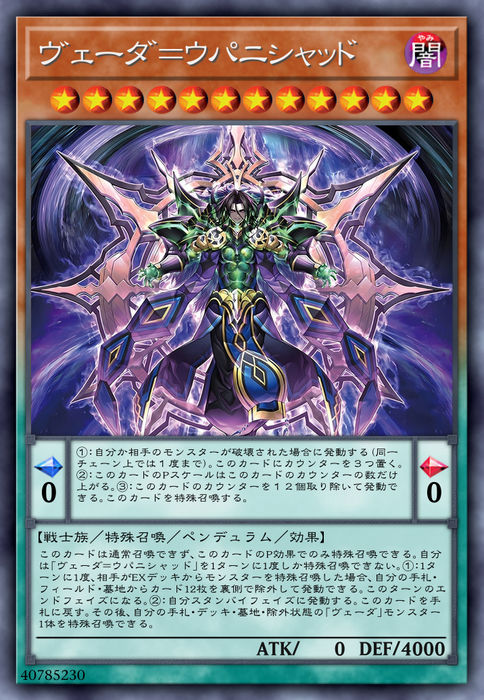 ヴェーダ＝ウパニシャッド
やみ
闇
①：自分か相手のモンスターが破壊された場合に発動する（同一
チェーン上では１度まで）。このカードにカウンターを３つ置く。
②：このカードのＰスケールはこのカードのカウンターの数だけ
上がる。③：このカードのカウンターを１２個取り除いて発動で
きる。このカードを特殊召喚する。
0
0
【戦士族／特殊召喚／ペンデュラム／効果】
このカードは通常召喚できず、このカードのP効果でのみ特殊召喚できる。自分
は「ヴェーダ＝ウパニシャッド」を1ターンに1度しか特殊召喚できない。①：1
ターンに1度、相手がEXデッキからモンスターを特殊召喚した場合、自分の手札・
フィールド・墓地からカード12枚を裏側で除外して発動できる。このターンのエ
ンドフェイズになる。②：自分スタンバイフェイズに発動する。このカードを手
札に戻す。その後、自分の手札・デッキ・墓地・除外状態の「ヴェーダ」モンスター
1体を特殊召喚できる。
ATK/ 0 DEF/4000
40785230